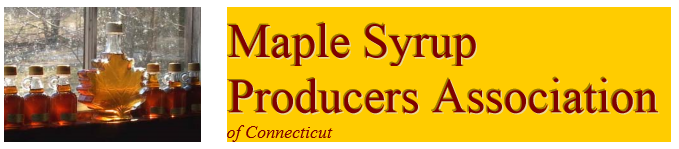 Maple Syrup
Producers Association
of Connecticut